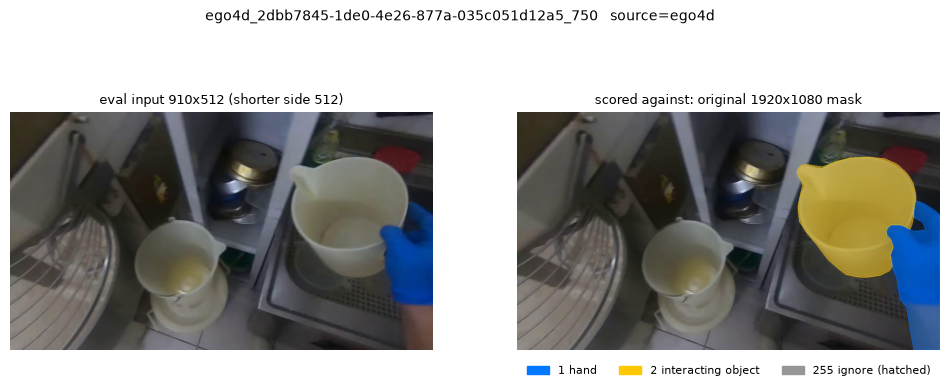 ego4d_2dbb7845-1de0-4e26-877a-035c051d12a5_750   source=ego4d
eval input 910x512 (shorter side 512)
scored against: original 1920x1080 mask
1 hand
2 interacting object
255 ignore (hatched)